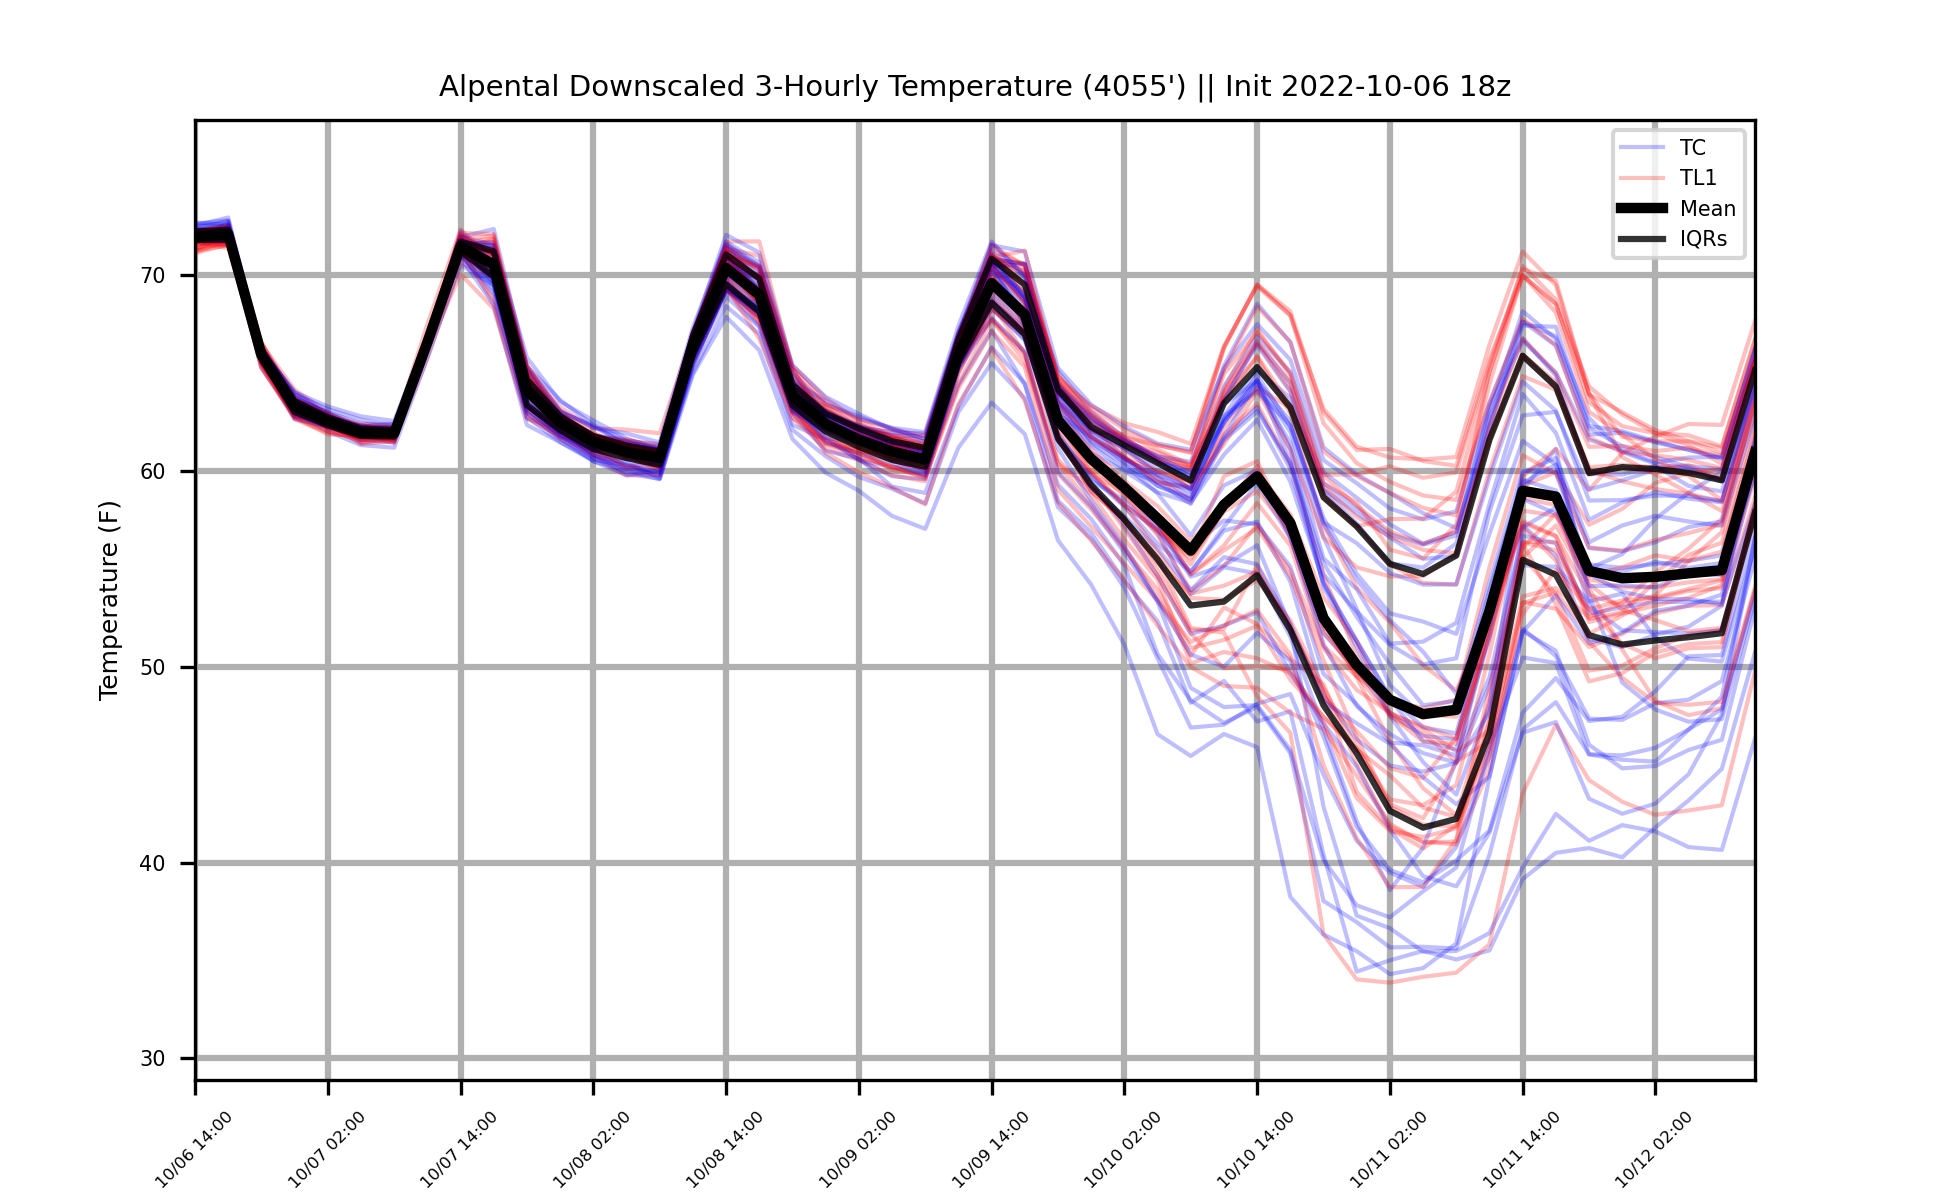 Alpental Downscaled 3-Hourly Temperature (4055') || Init 2022-10-06 18z
TC
TL1
Mean
IQRs
Temperature (F)
70
60
50
40
30
10/06 14:00
10/07 02:00
10/07 14:00
10/08 02:00
10/08 14:00
10/09 02:00
10/09 14:00
10/10 02:00
10/10 14:00
10/11 02:00
10/11 14:00
10/12 02:00